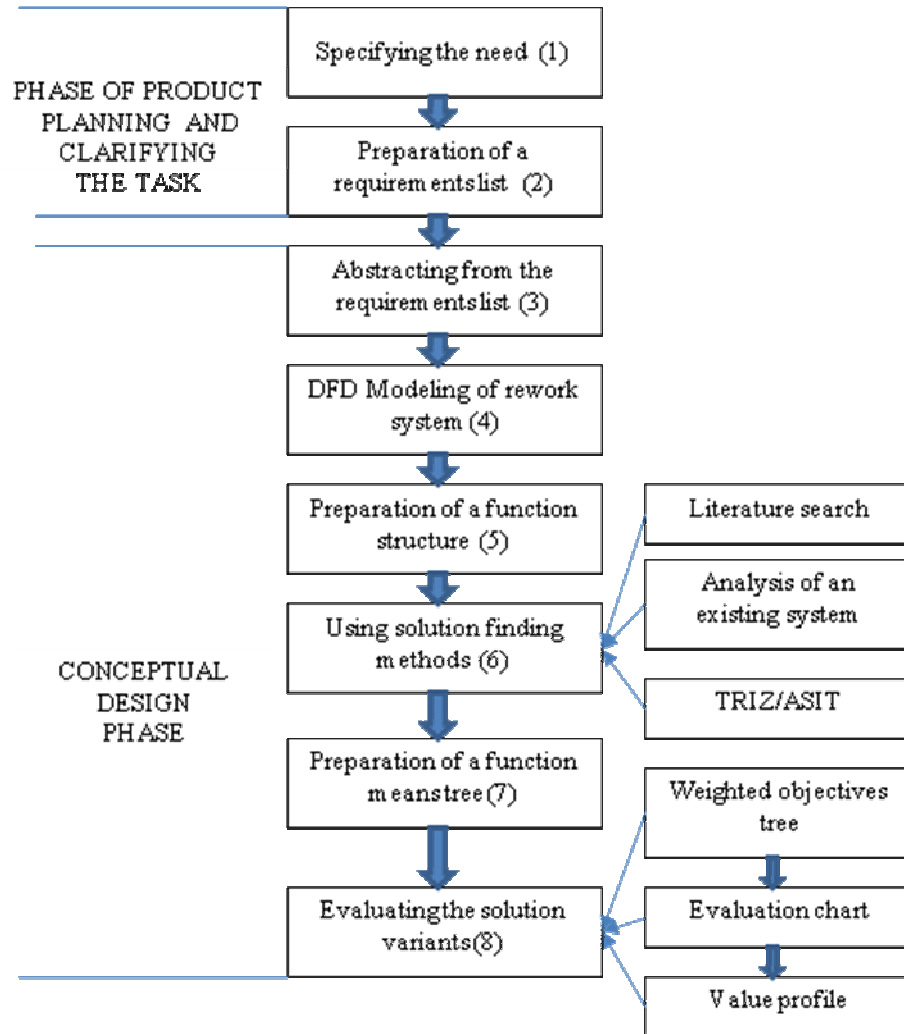 Specifying the need (1)
PHASE OF PRODUCT
PLANNING AND
CLARIFYING
THE TASK
Preparation of a
requirements list (2)
Abstracting from the
requirements list (3)
DFD Modeling of rework
system (4)
Preparation of a function
structure (5)
Literature search
Using solution finding
methods (6)
Analysis of an
existing system
TRIZ/ASIT
CONCEPTUAL
DESIGN
PHASE
Preparation of a function
means tree (7)
Weighted objectives
tree
Evaluating the solution
variants (8)
Evaluation chart
Value profile